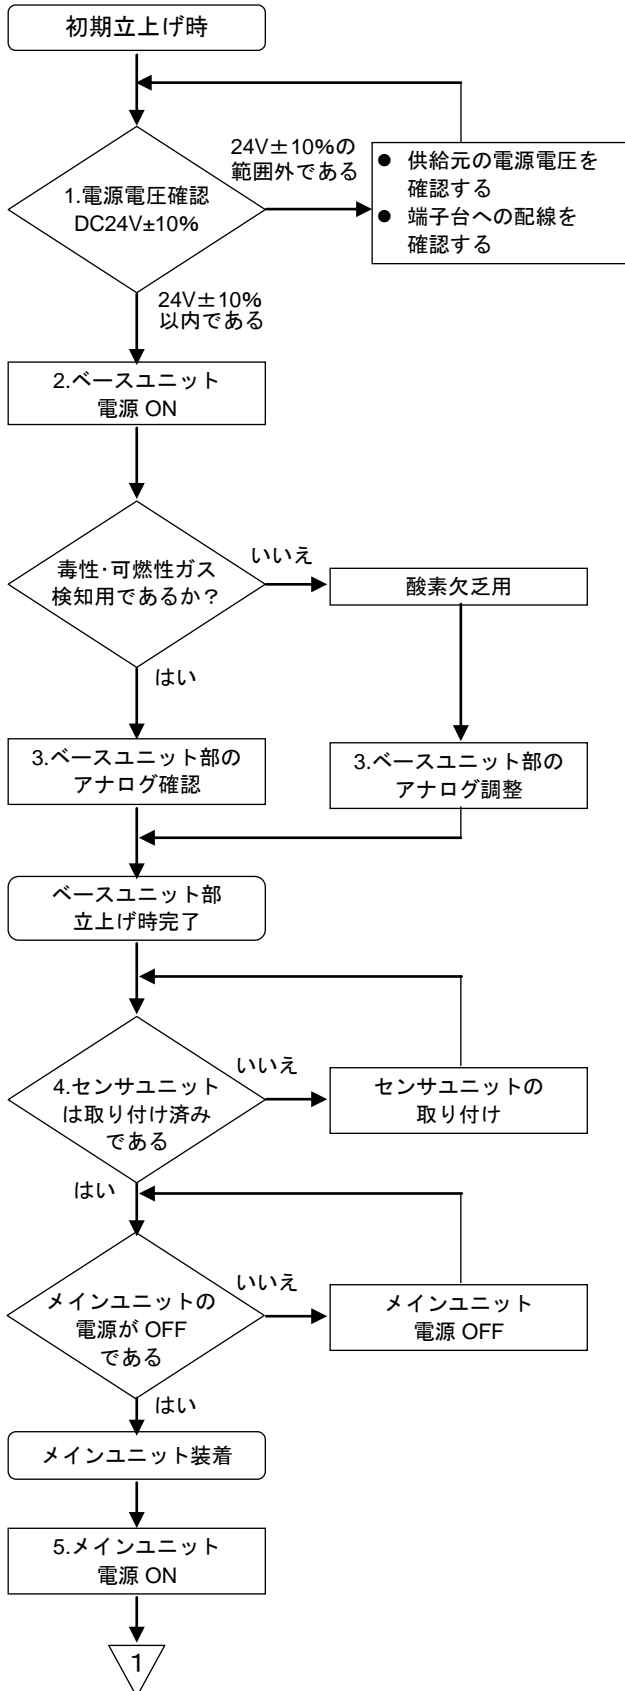 初期立上げ時
24V±10%の
範囲外である
1.電源電圧確認
DC24V±10%
● 供給元の電源電圧を
確認する
● 端子台への配線を
確認する
24V±10%
以内である
2.ベースユニット
電源 ON
毒性･可燃性ガス
検知用であるか？
いいえ
酸素欠乏用
はい
3.ベースユニット部の
アナログ確認
3.ベースユニット部の
アナログ調整
ベースユニット部
立上げ時完了
4.センサユニット
は取り付け済み
である
いいえ
センサユニットの
取り付け
はい
メインユニットの
電源が OFF
である
いいえ
メインユニット
電源 OFF
はい
メインユニット装着
5.メインユニット
電源 ON
1